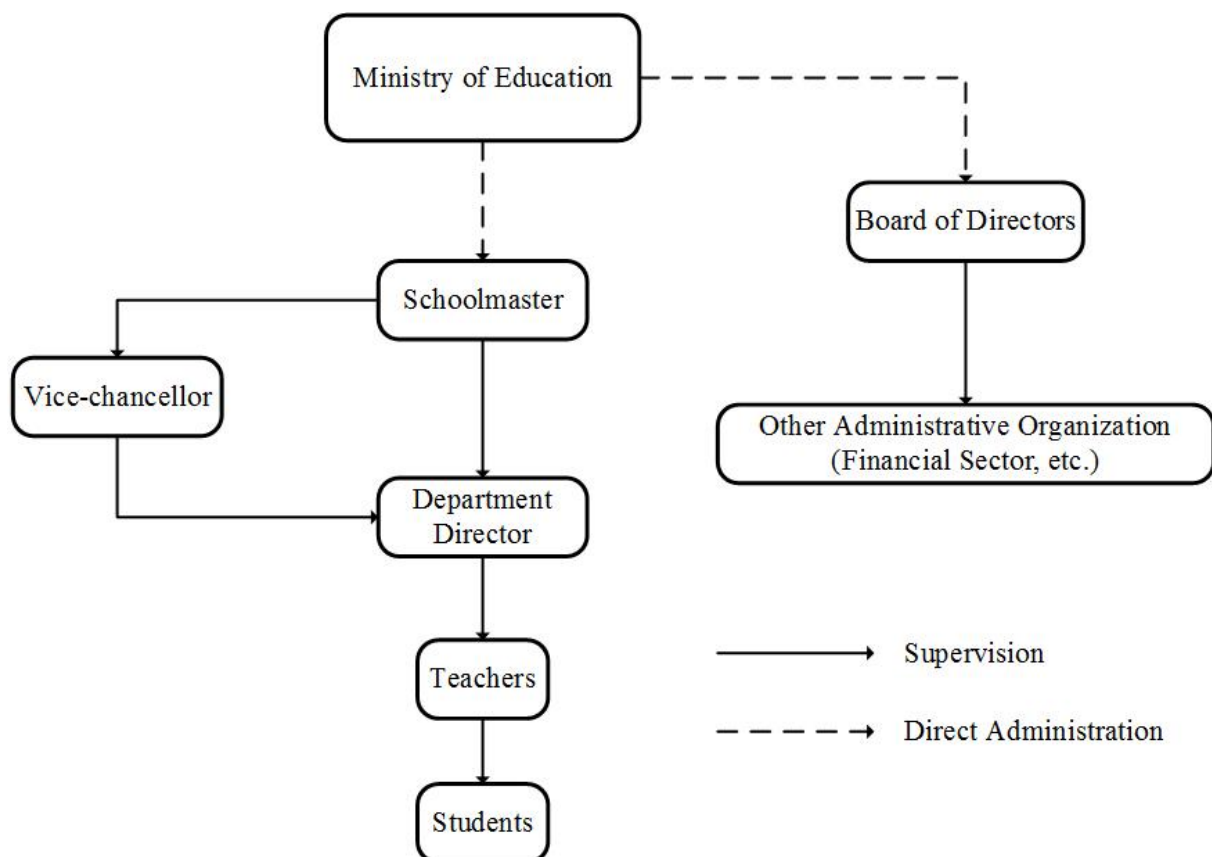 Ministry of Education
Board of Directors
Schoolmaster
Vice-chancellor
Other Administrative Organization
(Financial Sector, etc.)
Department
Director
Teachers
Supervision
Direct Administration
Students